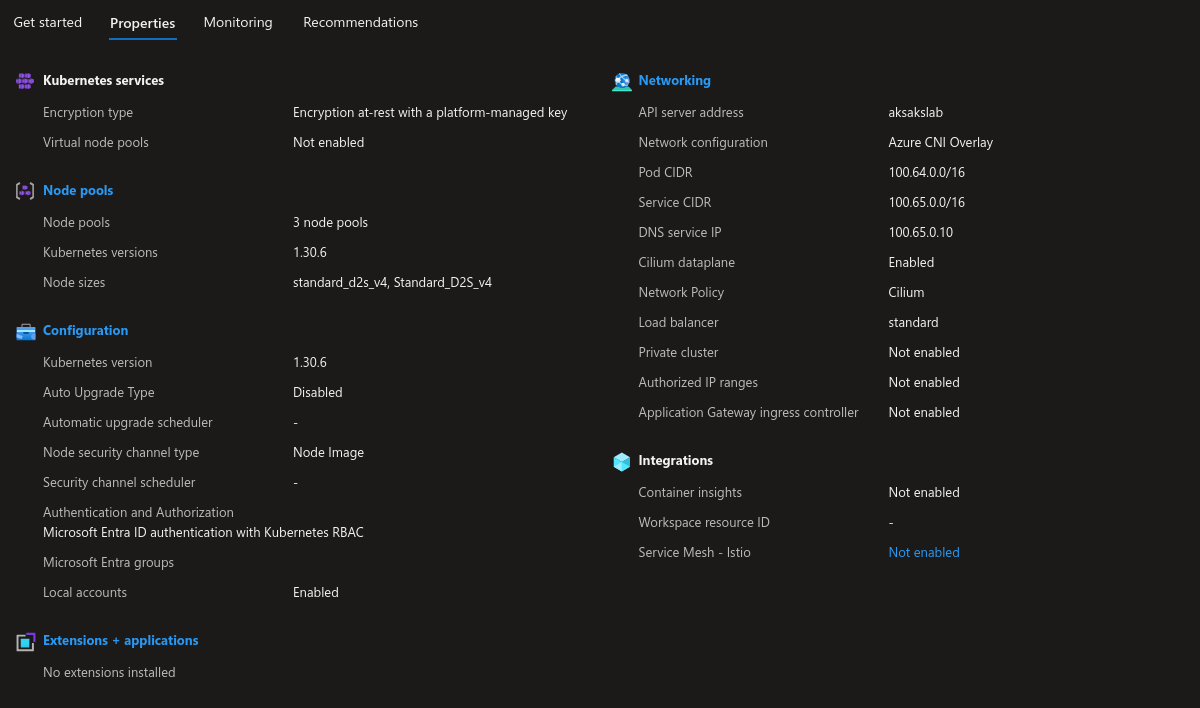 Get started Properties Monitoring Recommendations
Kubernetes services
Encryption type Encryption at-rest with a platform-managed key
Virtual node pools Not enabled
Node pools
Node pools 3 node pools
Kubernetes versions 1.30.6
Node sizes standard_d2s_v4, Standard_D2S_v4
Configuration
Kubernetes version 1.30.6
Auto Upgrade Type Disabled
Automatic upgrade scheduler -
Node security channel type Node Image
Security channel scheduler -
Authentication and Authorization
Microsoft Entra ID authentication with Kubernetes RBAC
Microsoft Entra groups
Local accounts Enabled
Extensions + applications
No extensions installed
Networking
API server address aksakslab
Network configuration Azure CNI Overlay
Pod CIDR 100.64.0.0/16
Service CIDR 100.65.0.0/16
DNS service IP 100.65.0.10
Cilium dataplane Enabled
Network Policy Cilium
Load balancer standard
Private cluster Not enabled
Authorized IP ranges Not enabled
Application Gateway ingress controller Not enabled
Integrations
Container insights Not enabled
Workspace resource ID -
Service Mesh - Istio Not enabled